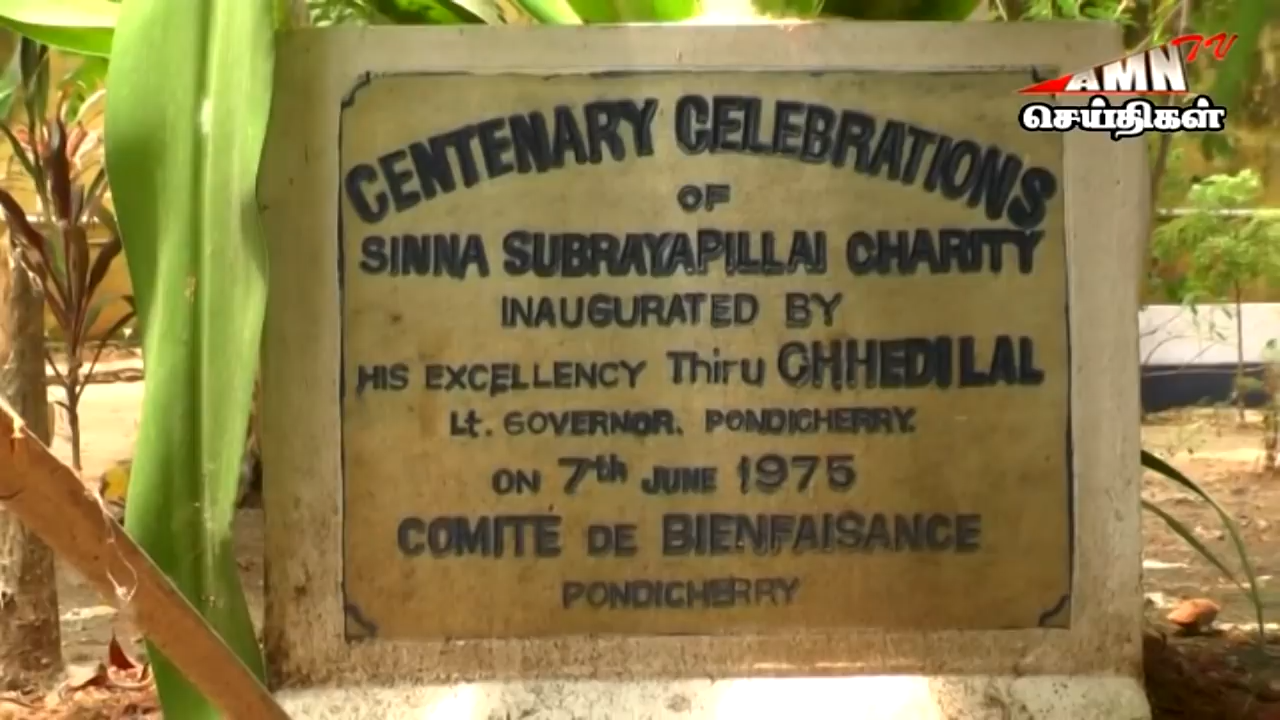 AMN TV
செய்திகள்
CENTENARY CELEBRATIONS
OF
SINNA SUBRAYAPILLAI CHARITY
INAUGURATED BY
HIS EXCELLENCY Thiru CHHEDILAL
Lt. GOVERNOR. PONDICHERRY.
ON 7th JUNE 1975
COMITE DE BIENFAISANCE
PONDICHERRY